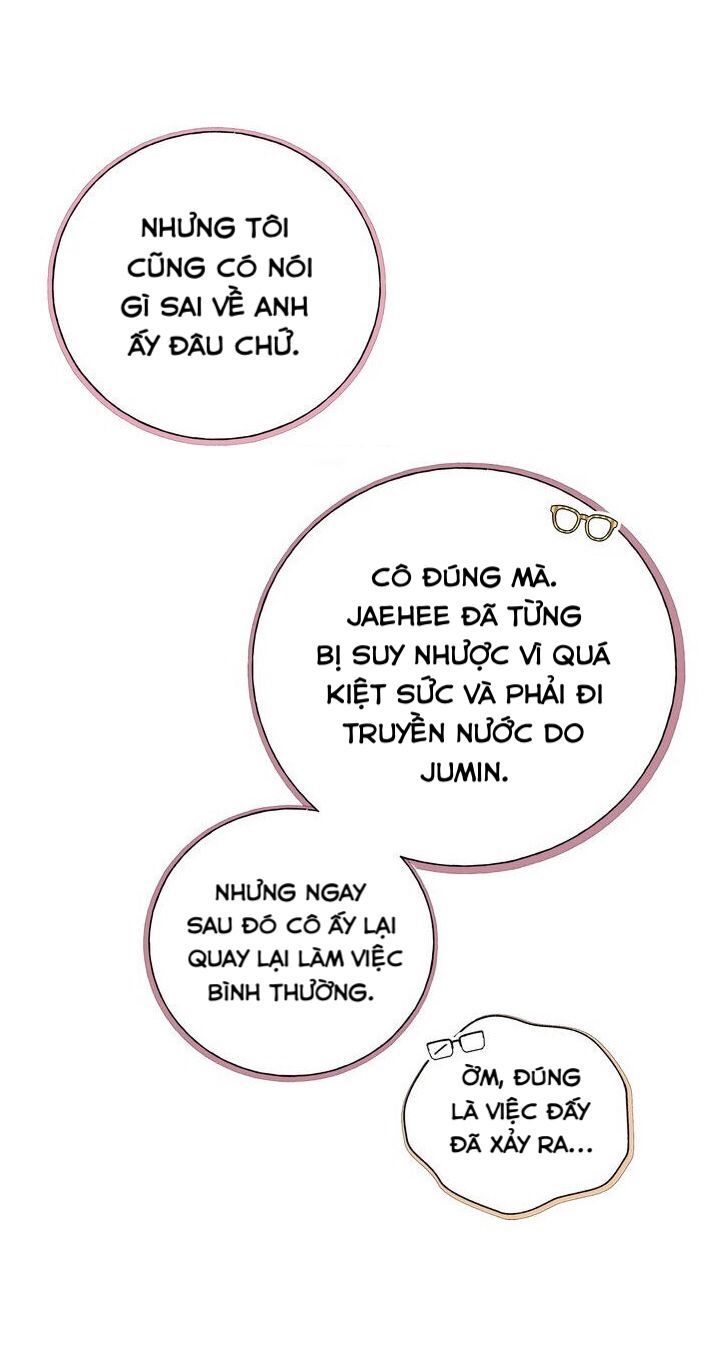 NHƯNG TÔI
CŨNG CÓ NÓI
GÌ SAI VỀ ANH
ẤY ĐÂU CHỨ.
CÔ ĐÚNG MÀ.
JAEHEE ĐÃ TỪNG
BỊ SUY NHƯỢC VÌ QUÁ
KIỆT SỨC VÀ PHẢI ĐI
TRUYỀN NƯỚC DO
JUMIN.
NHƯNG NGAY
SAU ĐÓ CÔ ẤY LẠI
QUAY LẠI LÀM VIỆC
BÌNH THƯỜNG.
ỜM, ĐÚNG
LÀ VIỆC ĐẤY
ĐÃ XẢY RA...